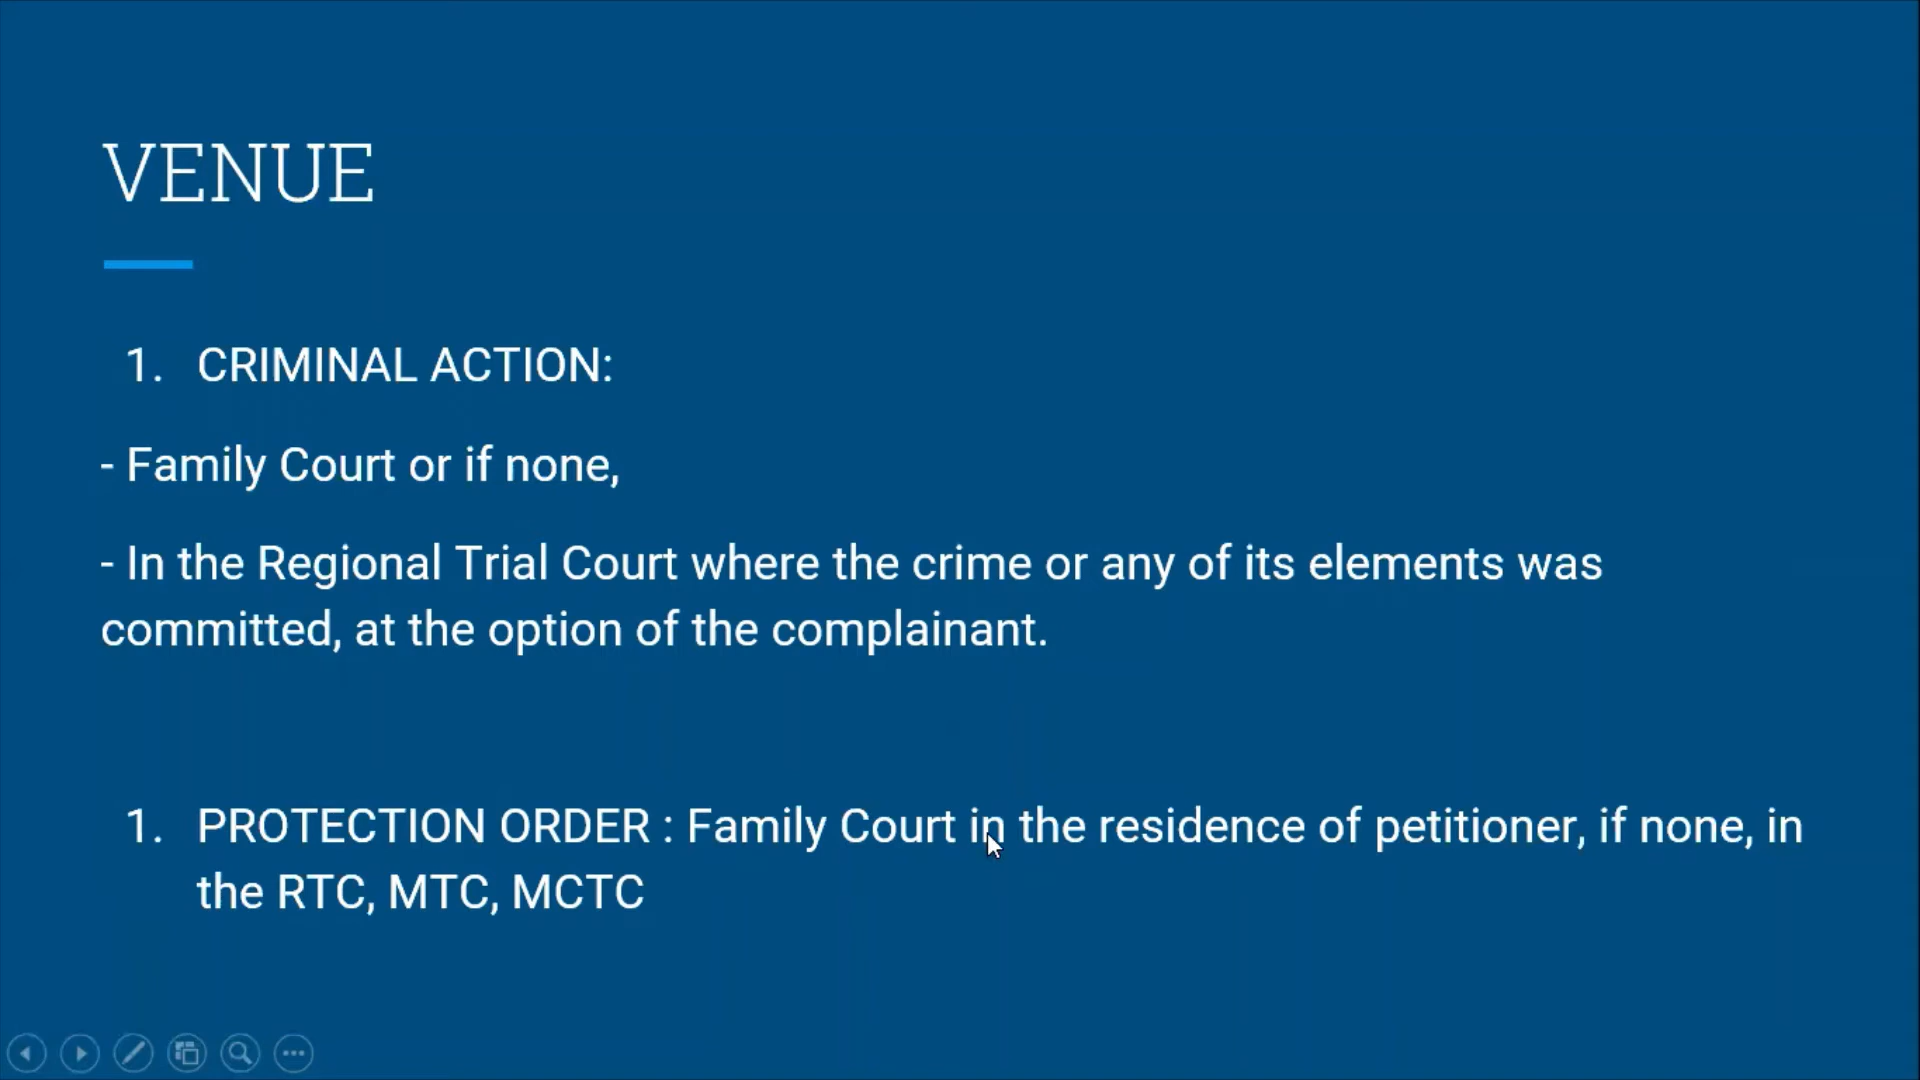 VENUE
1. CRIMINAL ACTION:
- Family Court or if none,
- In the Regional Trial Court where the crime or any of its elements was
committed, at the option of the complainant.
1. PROTECTION ORDER : Family Court in the residence of petitioner, if none, in
the RTC, MTC, MCTC